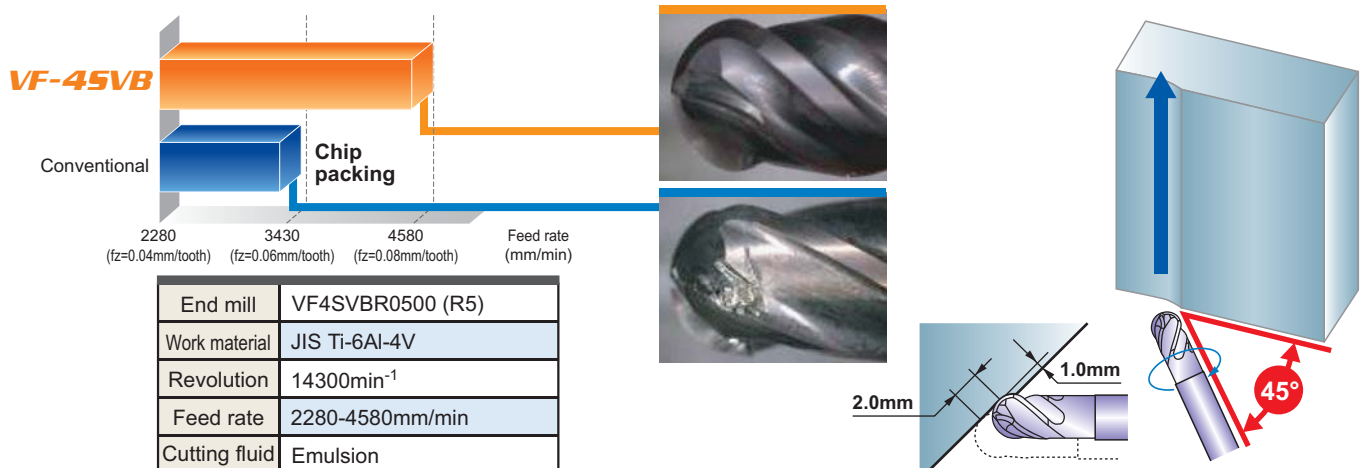 VF-4SVB
Conventional
Chip
packing
2280
(fz=0.04mm/tooth)
3430
(fz=0.06mm/tooth)
4580
(fz=0.08mm/tooth)
Feed rate
(mm/min)
End mill VF4SVBR0500 (R5)
Work material JIS Ti-6Al-4V
Revolution 14300min-1
Feed rate 2280-4580mm/min
Cutting fluid Emulsion
2.0mm
1.0mm
45°